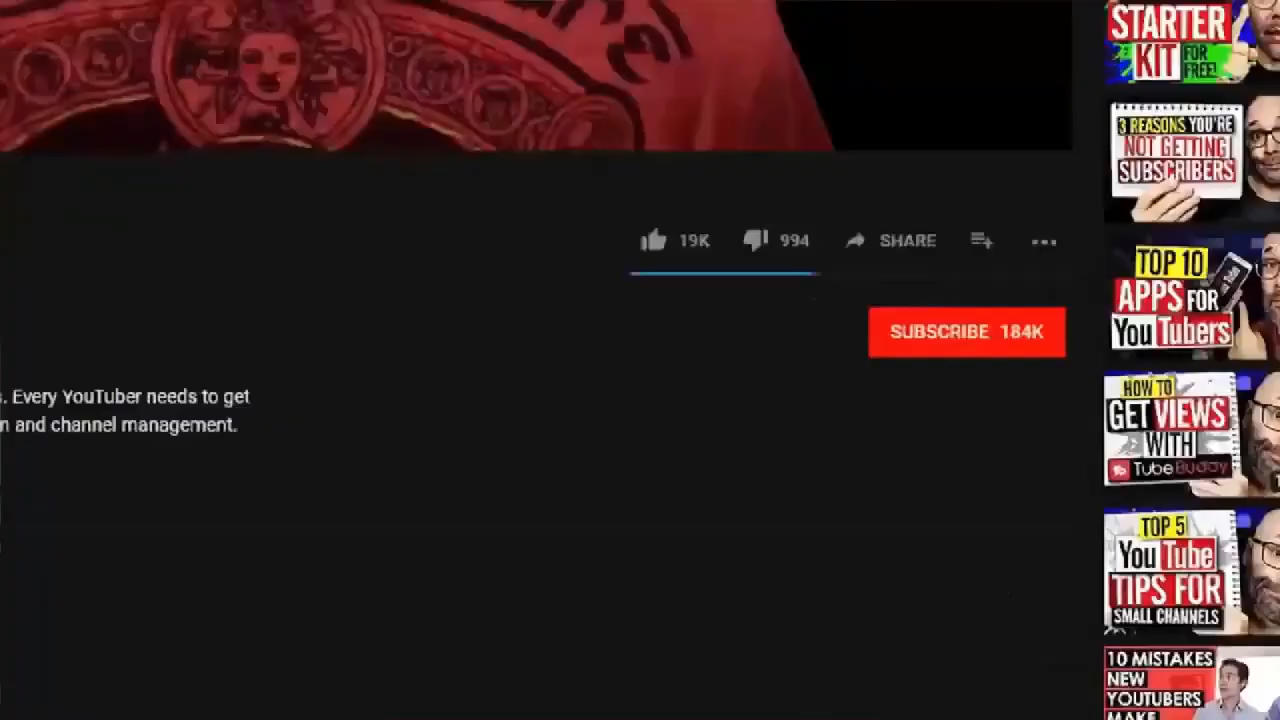 19K 994 SHARE
SUBSCRIBE 184K
. Every YouTuber needs to get
n and channel management.
STARTER
KIT FOR
FREE!
3 REASONS YOU'RE
NOT GETTING
SUBSCRIBERS
TOP 10
APPS FOR
YouTubers
HOW TO
GET VIEWS
WITH
TubeBuddy
TOP 5
YouTube
TIPS FOR
SMALL CHANNELS
10 MISTAKES
NEW
YOUTUBERS
MAKE